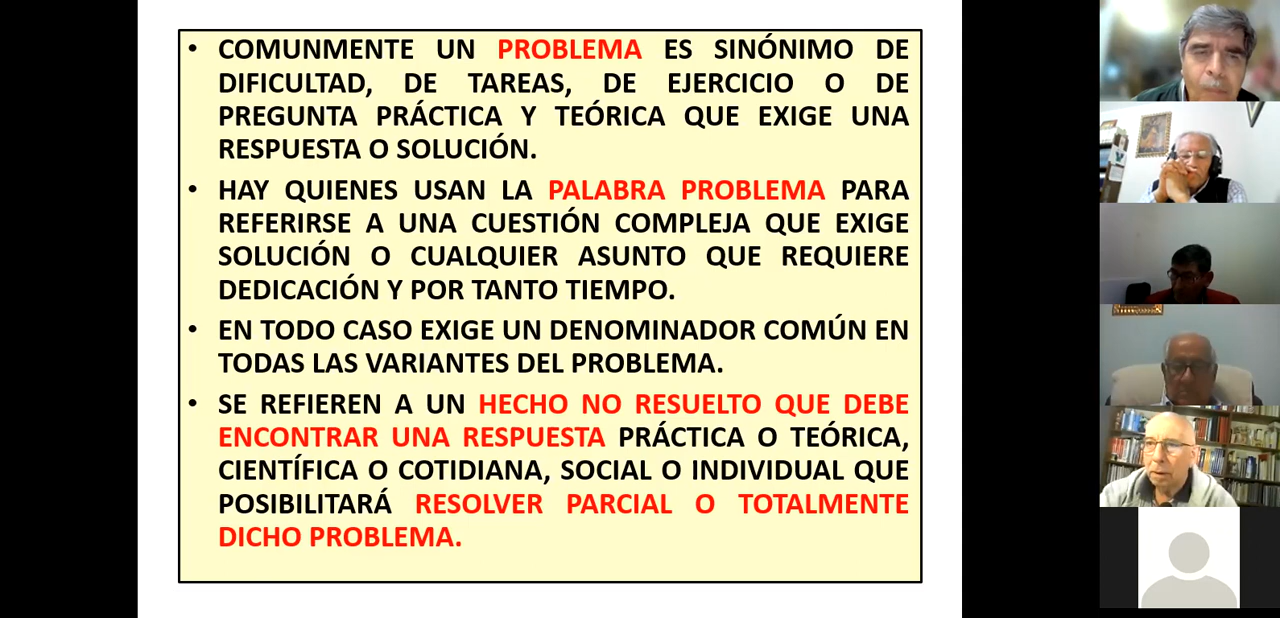 • COMUNMENTE UN PROBLEMA ES SINÓNIMO DE
DIFICULTAD, DE TAREAS, DE EJERCICIO O DE
PREGUNTA PRÁCTICA Y TEÓRICA QUE EXIGE UNA
RESPUESTA O SOLUCIÓN.
• HAY QUIENES USAN LA PALABRA PROBLEMA PARA
REFERIRSE A UNA CUESTIÓN COMPLEJA QUE EXIGE
SOLUCIÓN O CUALQUIER ASUNTO QUE REQUIERE
DEDICACIÓN Y POR TANTO TIEMPO.
• EN TODO CASO EXIGE UN DENOMINADOR COMÚN EN
TODAS LAS VARIANTES DEL PROBLEMA.
• SE REFIEREN A UN HECHO NO RESUELTO QUE DEBE
ENCONTRAR UNA RESPUESTA PRÁCTICA O TEÓRICA,
CIENTÍFICA O COTIDIANA, SOCIAL O INDIVIDUAL QUE
POSIBILITARÁ RESOLVER PARCIAL O TOTALMENTE
DICHO PROBLEMA.